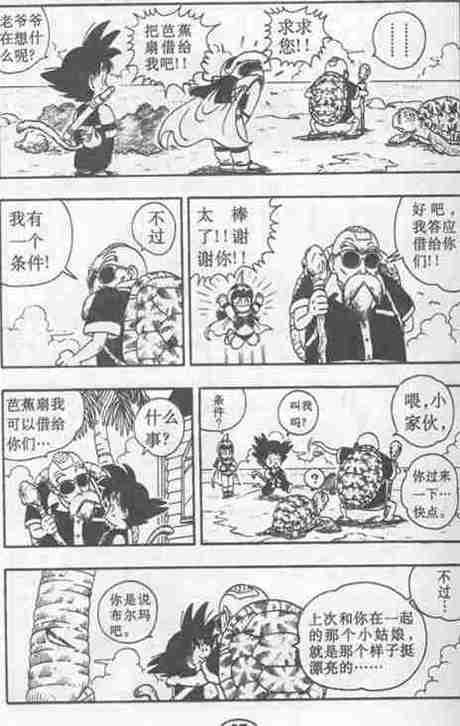 ……
求求
您!!
把芭蕉
扇借给
我吧!!
老爷爷
在想什
么呢?
好吧，
我答应
借给你
们!!
太棒
了!!谢
谢你!!
不过
我有
一个
条件!
喂，小
家伙，
你过来
一下…
快点。
叫我
吗?
?
条件?
什么
事?
芭蕉扇我
可以借给
你们…
不过…
上次和你在一起
的那个小姑娘，
就是那个样子挺
漂亮的……
你是说
布尔玛
吧。